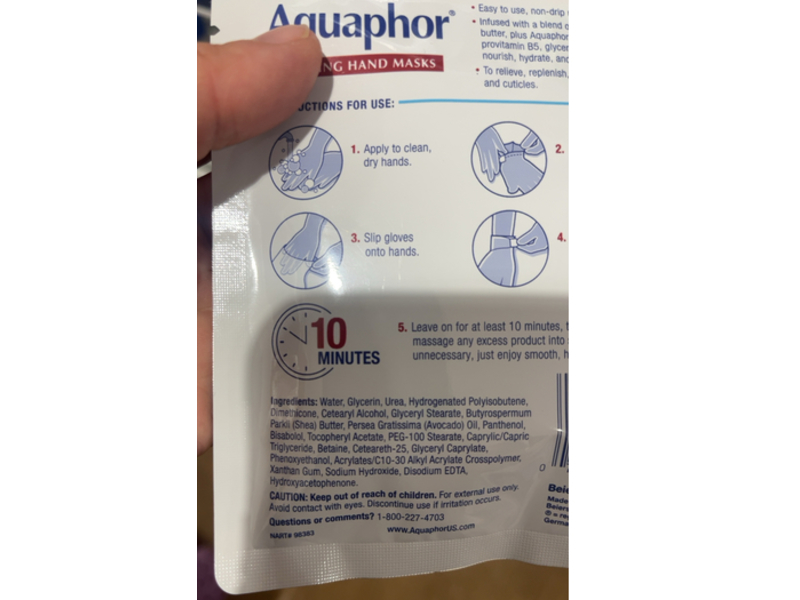 Aquaphor®
NG HAND MASKS
• Easy to use, non-drip
• Infused with a blend
butter, plus Aquaphor
provitamin B5,
nourish, hydrate, and
• To relieve, replenish,
and cuticles.
CTIONS FOR USE:
1. Apply to clean,
dry hands.
2.
3. Slip gloves
onto hands.
4.
10
MINUTES
5. Leave on for at least 10 minutes,
massage any excess product into
unnecessary, just enjoy smooth,
Ingredients: Water, Glycerin, Urea, Hydrogenated Polyisobutene,
Dimethicone, Cetearyl Alcohol, Glyceryl Stearate, Butyrospermum
Parkii (Shea) Butter, Persea Gratissima (Avocado) Oil, Panthenol,
Bisabolol, Tocopheryl Acetate, PEG-100 Stearate, Caprylic/Capric
Triglyceride, Betaine, Ceteareth-25, Glyceryl Caprylate,
Phenoxyethanol, Acrylates/C10-30 Alkyl Acrylate Crosspolymer,
Xanthan Gum, Sodium Hydroxide, Disodium EDTA,
Hydroxyacetophenone.
CAUTION: Keep out of reach of children. For external use only.
Avoid contact with eyes. Discontinue use if irritation occurs.
Questions or comments? 1-800-227-4703
www.AquaphorUS.com
NART# 98383
0
Beie
Made
Beiers
® = re
Germa